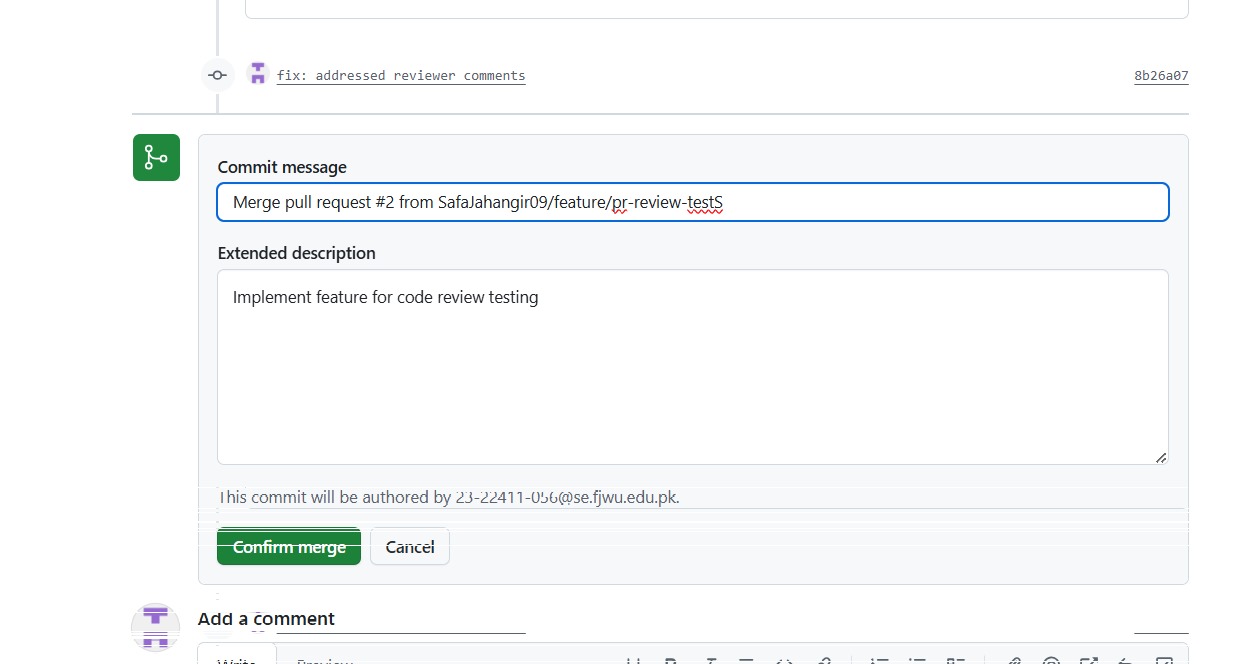 fix: addressed reviewer comments 8b26a07
Commit message
Merge pull request #2 from SafaJahangir09/feature/pr-review-testS
Extended description
Implement feature for code review testing
This commit will be authored by 23-22411-056@se.fjwu.edu.pk.
Confirm merge Cancel
Add a comment
Write Preview